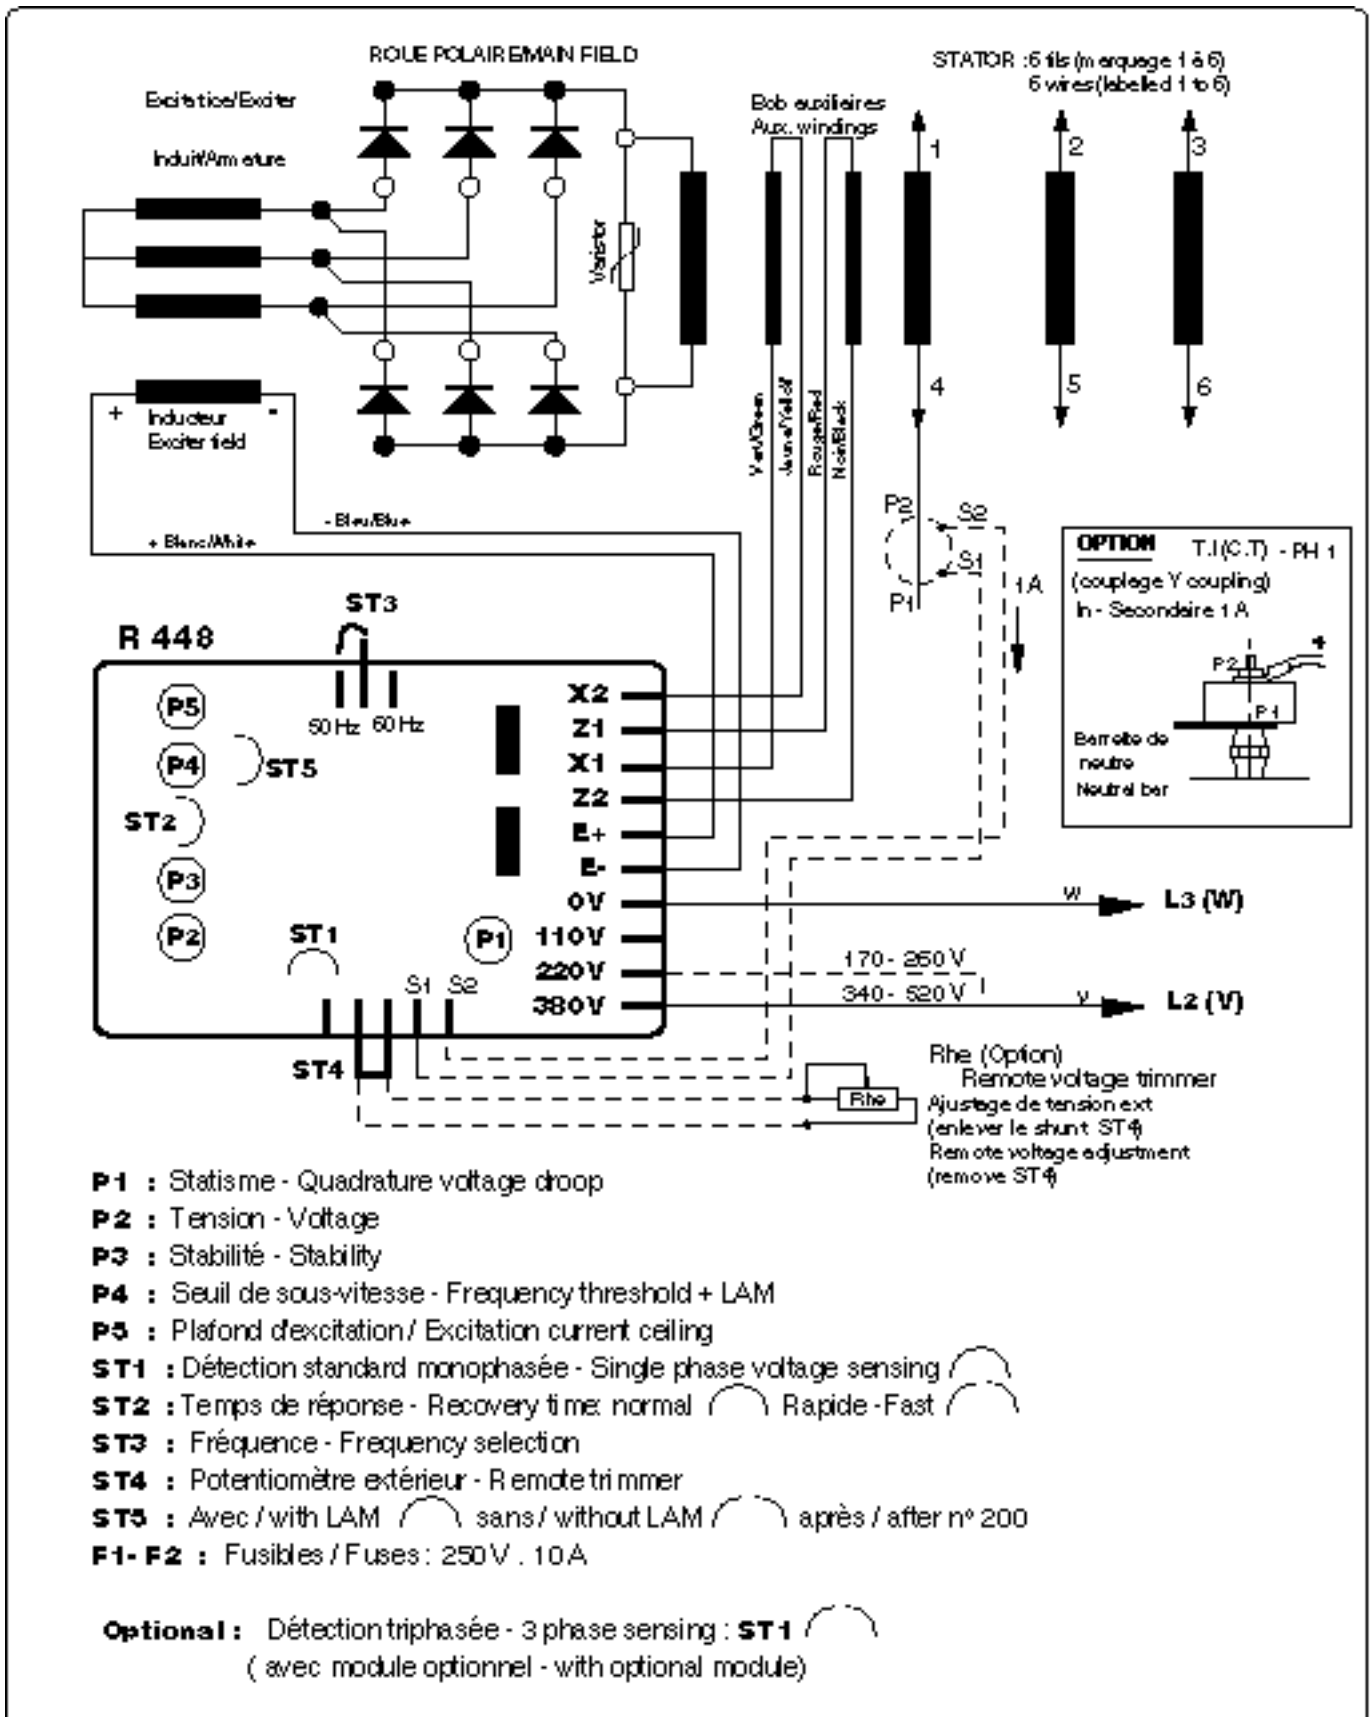 ROUE POLAIRE/MAIN FIELD
STATOR :6 fils (marquage 1 à 6)
6 wires (labelled 1 to 6)
Excitatice/Exciter
Bob auxiliaires
Aux. windings
Induit/Armature
1
2
3
Varistor
4
5
6
+
-
Inducteur
Exciter field
Vert/Green
Jaune/Yellow
Rouge/Red
Noir/Black
- Bleu/Blue
+ Blanc/White
P2
S2
S1
P1
1A
OPTION T.I (C.T) - PH 1
(couplage Y coupling)
In - Secondaire 1 A
P2
P1
Barrette de
neutre
Neutral bar
ST3
R 448
50 Hz 60 Hz
P5
P4
ST5
ST2
P3
P2
ST1
P1
X2
Z1
X1
Z2
E+
E-
0V
110V
220V
380V
S1 S2
ST4
W
L3 (W)
170 - 260 V
340 - 520 V
V
L2 (V)
Rhe
Rhe (Option)
Remote voltage trimmer
Ajustage de tension ext
(enlever le shunt ST4)
Remote voltage adjustment
(remove ST4)
P1 : Statisme - Quadrature voltage droop
P2 : Tension - Voltage
P3 : Stabilité - Stability
P4 : Seuil de sous-vitesse - Frequency threshold + LAM
P5 : Plafond d'excitation / Excitation current ceiling
ST1 : Détection standard monophasée - Single phase voltage sensing
ST2 : Temps de réponse - Recovery time: normal Rapide - Fast
ST3 : Fréquence - Frequency selection
ST4 : Potentiomètre extérieur - Remote trimmer
ST5 : Avec / with LAM sans / without LAM après / after nº 200
F1- F2 : Fusibles / Fuses : 250 V . 10 A
Optional : Détection triphasée - 3 phase sensing : ST1
( avec module optionnel - with optional module)